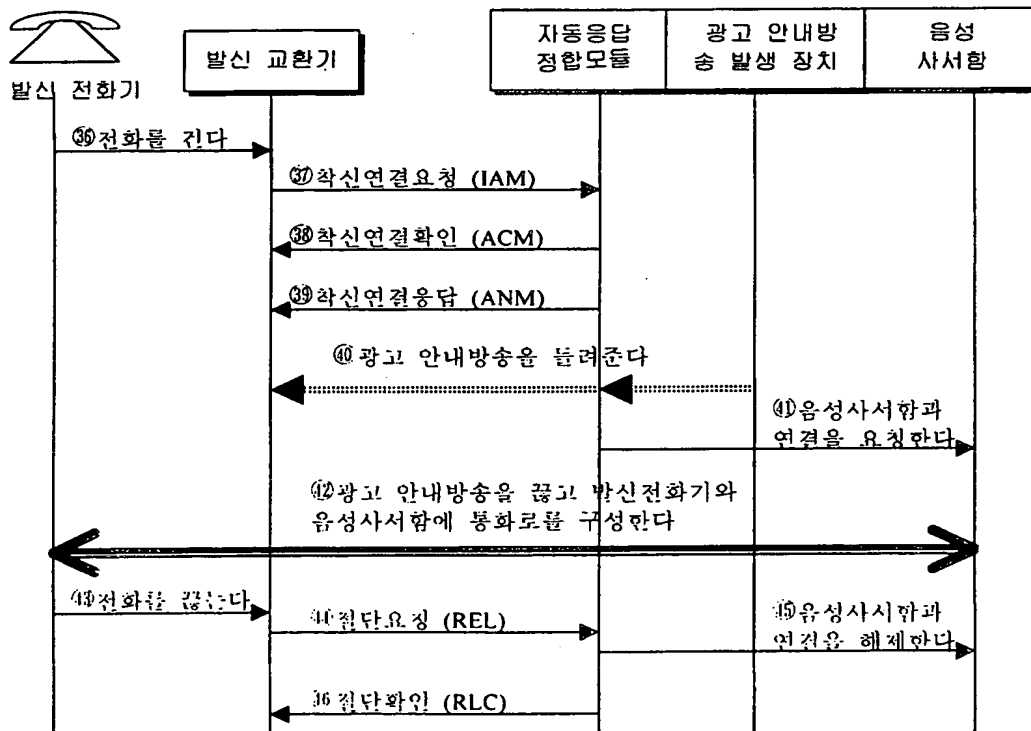 발신 전화기
발신 교환기
자동응답
정합모듈
광고 안내방
송 발생 장치
음성
사서함
㊱전화를 건다
㊲착신연결요청 (IAM)
㊳착신연결확인 (ACM)
㊴착신연결응답 (ANM)
㊵광고 안내방송을 들려준다
㊶음성사서함과
연결을 요청한다
㊷광고 안내방송을 끊고 발신전화기와
음성사서함에 통화로를 구성한다
㊸전화를 끊는다
㊹절단요청 (REL)
㊺음성사서함과
연결을 해제한다
㊻절단확인 (RLC)